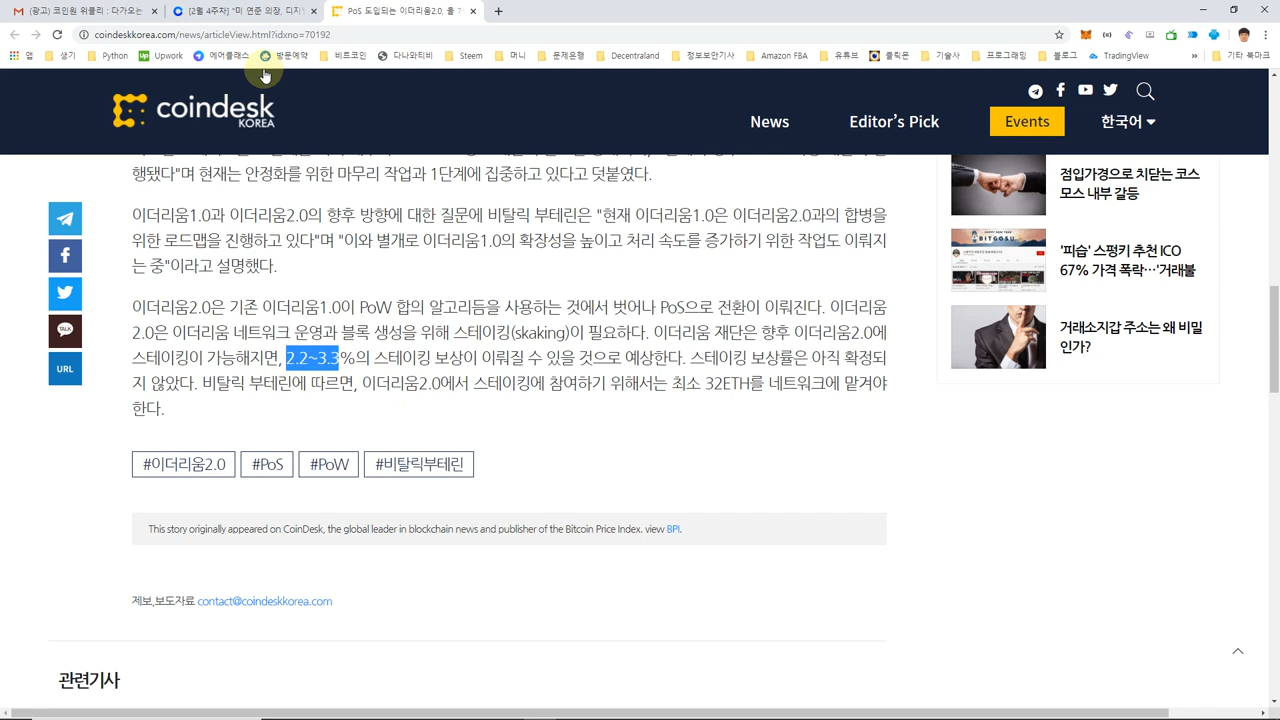 (광고) 코인원 위클리 : 다가오는
[2월 4주차] "미 연준 의장, 디지
PoS 도입되는 이더리움2.0, 올 7
coindeskkorea.com/news/articleView.html?idxno=70192
앱 생기 Python Upwork 에어클래스 방문예약 비트코인 다나와티비 Steem 머니 문제은행 Decentraland 정보보안기사 Amazon FBA 유튜브 클릭몬 기술사 프로그래밍 블로그 TradingView » 기타 북마크
coindesk
KOREA
News Editor's Pick Events 한국어
행됐다"며 현재는 안정화를 위한 마무리 작업과 1단계에 집중하고 있다고 덧붙였다.
이더리움1.0과 이더리움2.0의 향후 방향에 대한 질문에 비탈릭 부테린은 "현재 이더리움1.0은 이더리움2.0과의 합병을
위한 로드맵을 진행하고 있다"며 "이와 별개로 이더리움1.0의 확장성을 높이고 처리 속도를 증가하기 위한 작업도 이뤄지
는 중"이라고 설명했다.
이더리움2.0은 기존 이더리움1.0이 PoW 합의 알고리듬을 사용하는 것에서 벗어나 PoS으로 전환이 이뤄진다. 이더리움
2.0은 이더리움 네트워크 운영과 블록 생성을 위해 스테이킹(skaking)이 필요하다. 이더리움 재단은 향후 이더리움2.0에
스테이킹이 가능해지면, 2.2~3.3%의 스테이킹 보상이 이뤄질 수 있을 것으로 예상한다. 스테이킹 보상률은 아직 확정되
지 않았다. 비탈릭 부테린에 따르면, 이더리움2.0에서 스테이킹에 참여하기 위해서는 최소 32ETH를 네트워크에 맡겨야
한다.
TALK
URL
#이더리움2.0 #PoS #PoW #비탈릭부테린
This story originally appeared on CoinDesk, the global leader in blockchain news and publisher of the Bitcoin Price Index. view BPI.
제보,보도자료 contact@coindeskkorea.com
관련기사
점입가경으로 치닫는 코스
모스 내부 갈등
BITGOSU
'피습' 스펑키 추천 ICO
67% 가격 폭락…'거래불
거래소지갑 주소는 왜 비밀
인가?